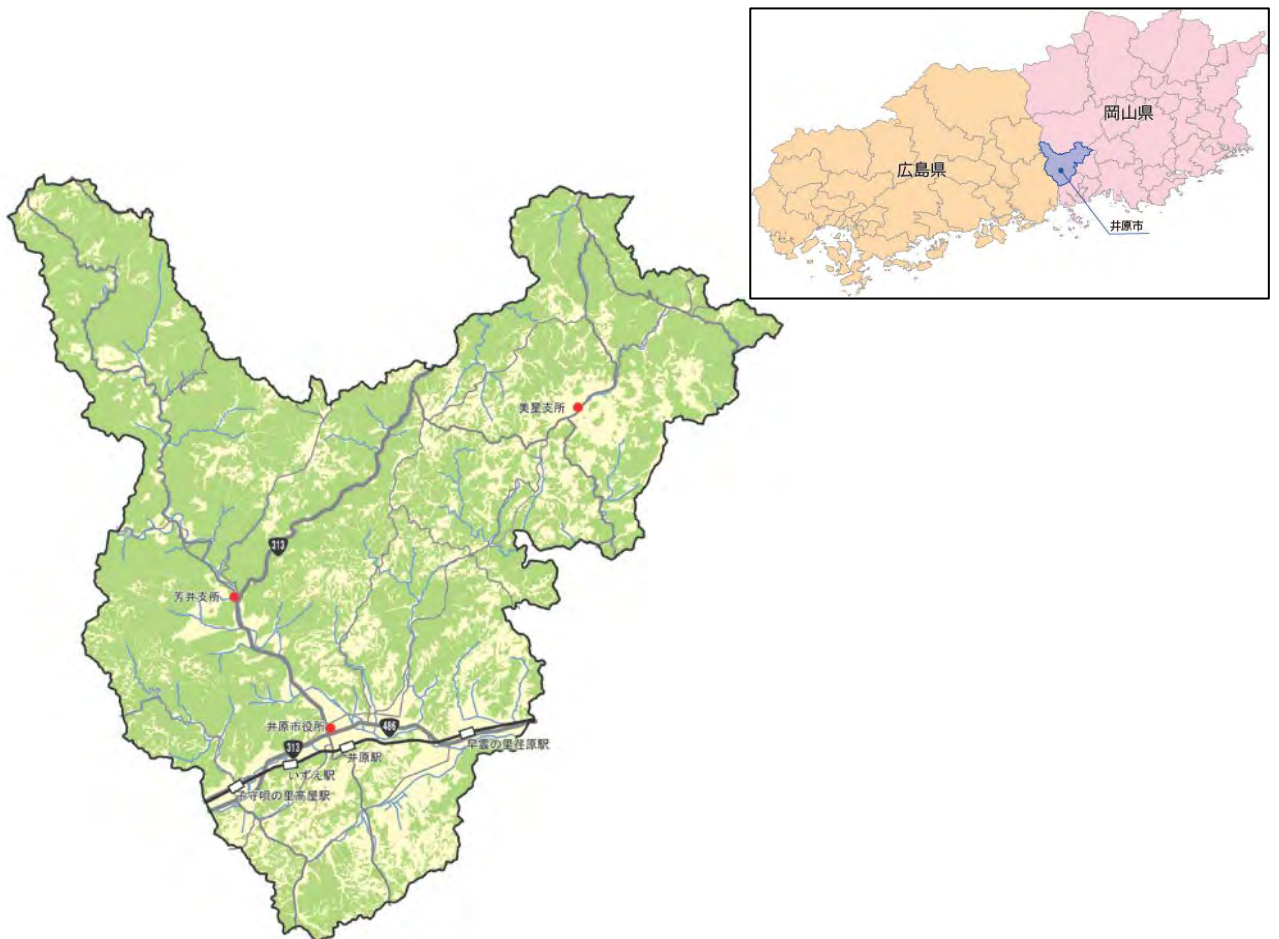 岡山県
広島県
井原市
美星支所
313
芳井支所
井原市役所
486
313
早雲の里荏原駅
井原駅
いずえ駅
子守唄の里高屋駅